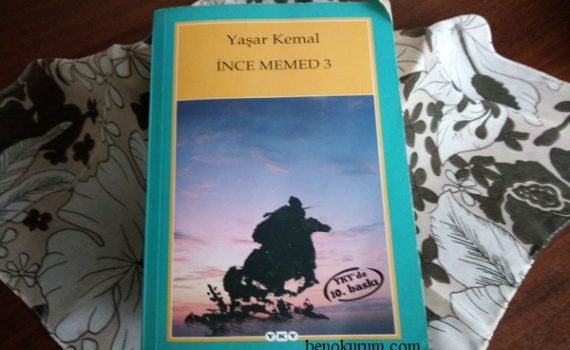 Yaşar Kemal
İNCE MEMED 3
YKY'de
10. baskı
YKY
benokurum.com